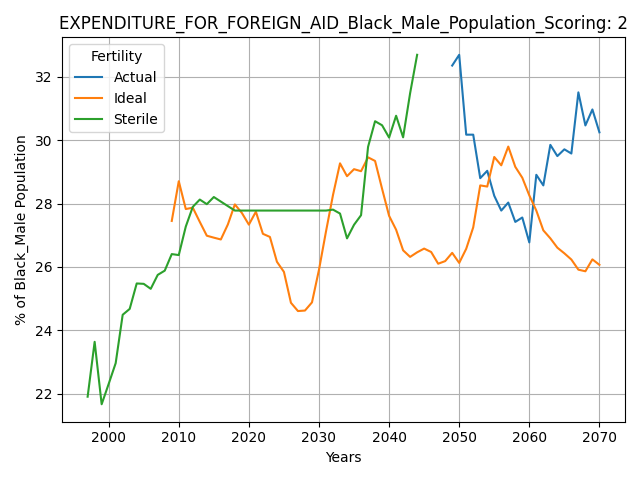 EXPENDITURE_FOR_FOREIGN_AID_Black_Male_Population_Scoring: 2
Fertility
Actual
Ideal
Sterile
% of Black_Male Population
32
30
28
26
24
22
2000 2010 2020 2030 2040 2050 2060 2070
Years